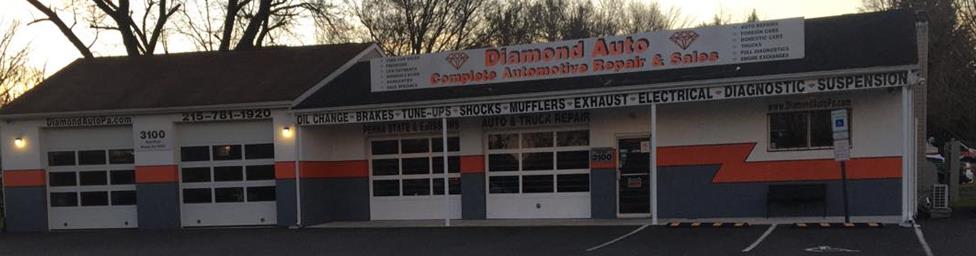 Diamond Auto
Complete Automotive Repair & Sales
AUTO REPAIRS
FOREIGN CARS
DOMESTIC CARS
TRUCKS
FULL DIAGNOSTICS
ENGINE EXCHANGES
OIL CHANGE BRAKES TUNE-UPS SHOCKS MUFFLERS EXHAUST ELECTRICAL DIAGNOSTIC SUSPENSION
DiamondAutoPa.com
215-781-1920
3100
PENNA STATE & EMISSIONS
AUTO & TRUCK REPAIR
www.DiamondAutoPa.com
3100